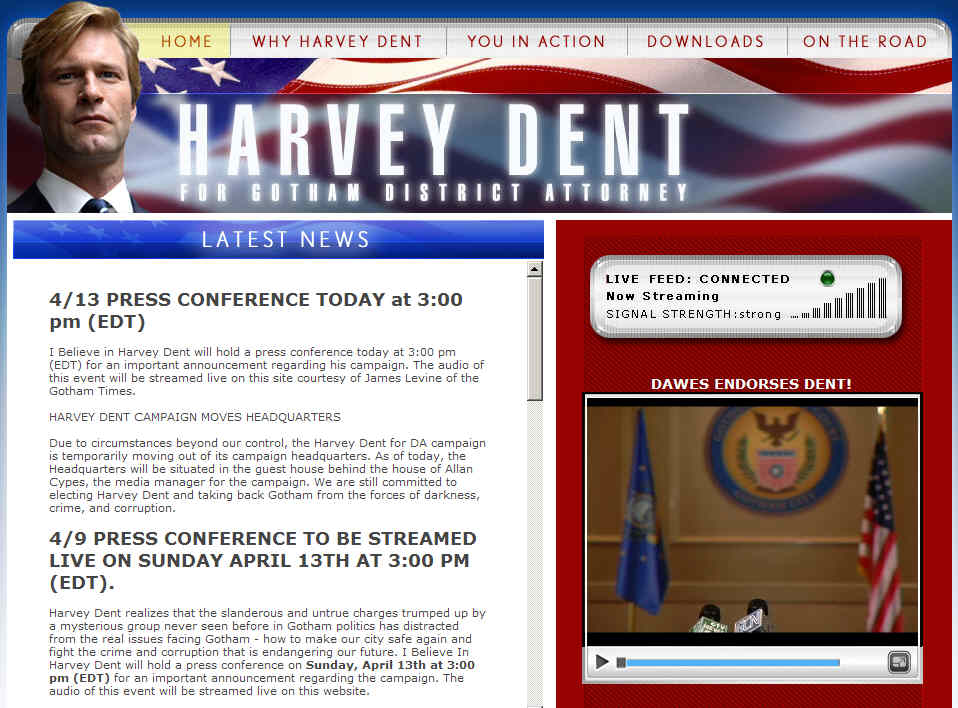 HOME
WHY HARVEY DENT
YOU IN ACTION
DOWNLOADS
ON THE ROAD
HARVEY DENT
FOR GOTHAM DISTRICT ATTORNEY
LATEST NEWS
4/13 PRESS CONFERENCE TODAY at 3:00
pm (EDT)
I Believe in Harvey Dent will hold a press conference today at 3:00 pm
(EDT) for an important announcement regarding his campaign. The audio of
this event will be streamed live on this site courtesy of James Levine of the
Gotham Times.
HARVEY DENT CAMPAIGN MOVES HEADQUARTERS
Due to circumstances beyond our control, the Harvey Dent for DA campaign
is temporarily moving out of its campaign headquarters. As of today, the
Headquarters will be situated in the guest house behind the house of Allan
Cypes, the media manager for the campaign. We are still committed to
electing Harvey Dent and taking back Gotham from the forces of darkness,
crime, and corruption.
4/9 PRESS CONFERENCE TO BE STREAMED
LIVE ON SUNDAY APRIL 13TH AT 3:00 PM
(EDT).
Harvey Dent realizes that the slanderous and untrue charges trumped up by
a mysterious group never seen before in Gotham politics has distracted
from the real issues facing Gotham - how to make our city safe again and
fight the crime and corruption that is endangering our future. I Believe In
Harvey Dent will hold a press conference on Sunday, April 13th at 3:00
pm (EDT) for an important announcement regarding the campaign. The
audio of this event will be streamed live on this website.
LIVE FEED: CONNECTED
Now Streaming
SIGNAL STRENGTH:strong
DAWES ENDORSES DENT!